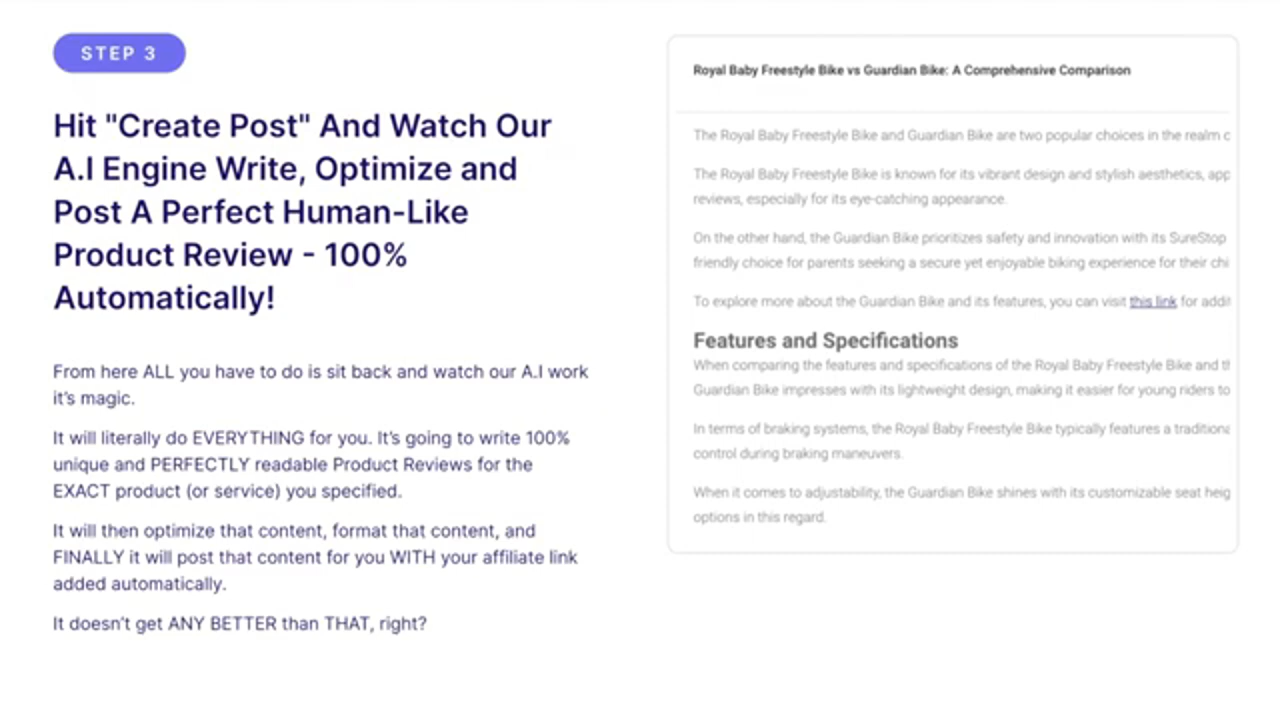 STEP 3
Hit "Create Post" And Watch Our
A.I Engine Write, Optimize and
Post A Perfect Human-Like
Product Review - 100%
Automatically!
From here ALL you have to do is sit back and watch our A.I work
it's magic.
It will literally do EVERYTHING for you. It's going to write 100%
unique and PERFECTLY readable Product Reviews for the
EXACT product (or service) you specified.
It will then optimize that content, format that content, and
FINALLY it will post that content for you WITH your affiliate link
added automatically.
It doesn't get ANY BETTER than THAT, right?
Royal Baby Freestyle Bike vs Guardian Bike: A Comprehensive Comparison
The Royal Baby Freestyle Bike and Guardian Bike are two popular choices in the realm
The Royal Baby Freestyle Bike is known for its vibrant design and stylish aesthetics,
reviews, especially for its eye-catching appearance.
On the other hand, the Guardian Bike prioritizes safety and innovation with its SureStop
friendly choice for parents seeking a secure yet enjoyable biking experience for their
To explore more about the Guardian Bike and its features, you can visit this link for
Features and Specifications
When comparing the features and specifications of the Royal Baby Freestyle Bike and
Guardian Bike impresses with its lightweight design, making it easier for young riders to
In terms of braking systems, the Royal Baby Freestyle Bike typically features a
control during braking maneuvers.
When it comes to adjustability, the Guardian Bike shines with its customizable seat
options in this regard.